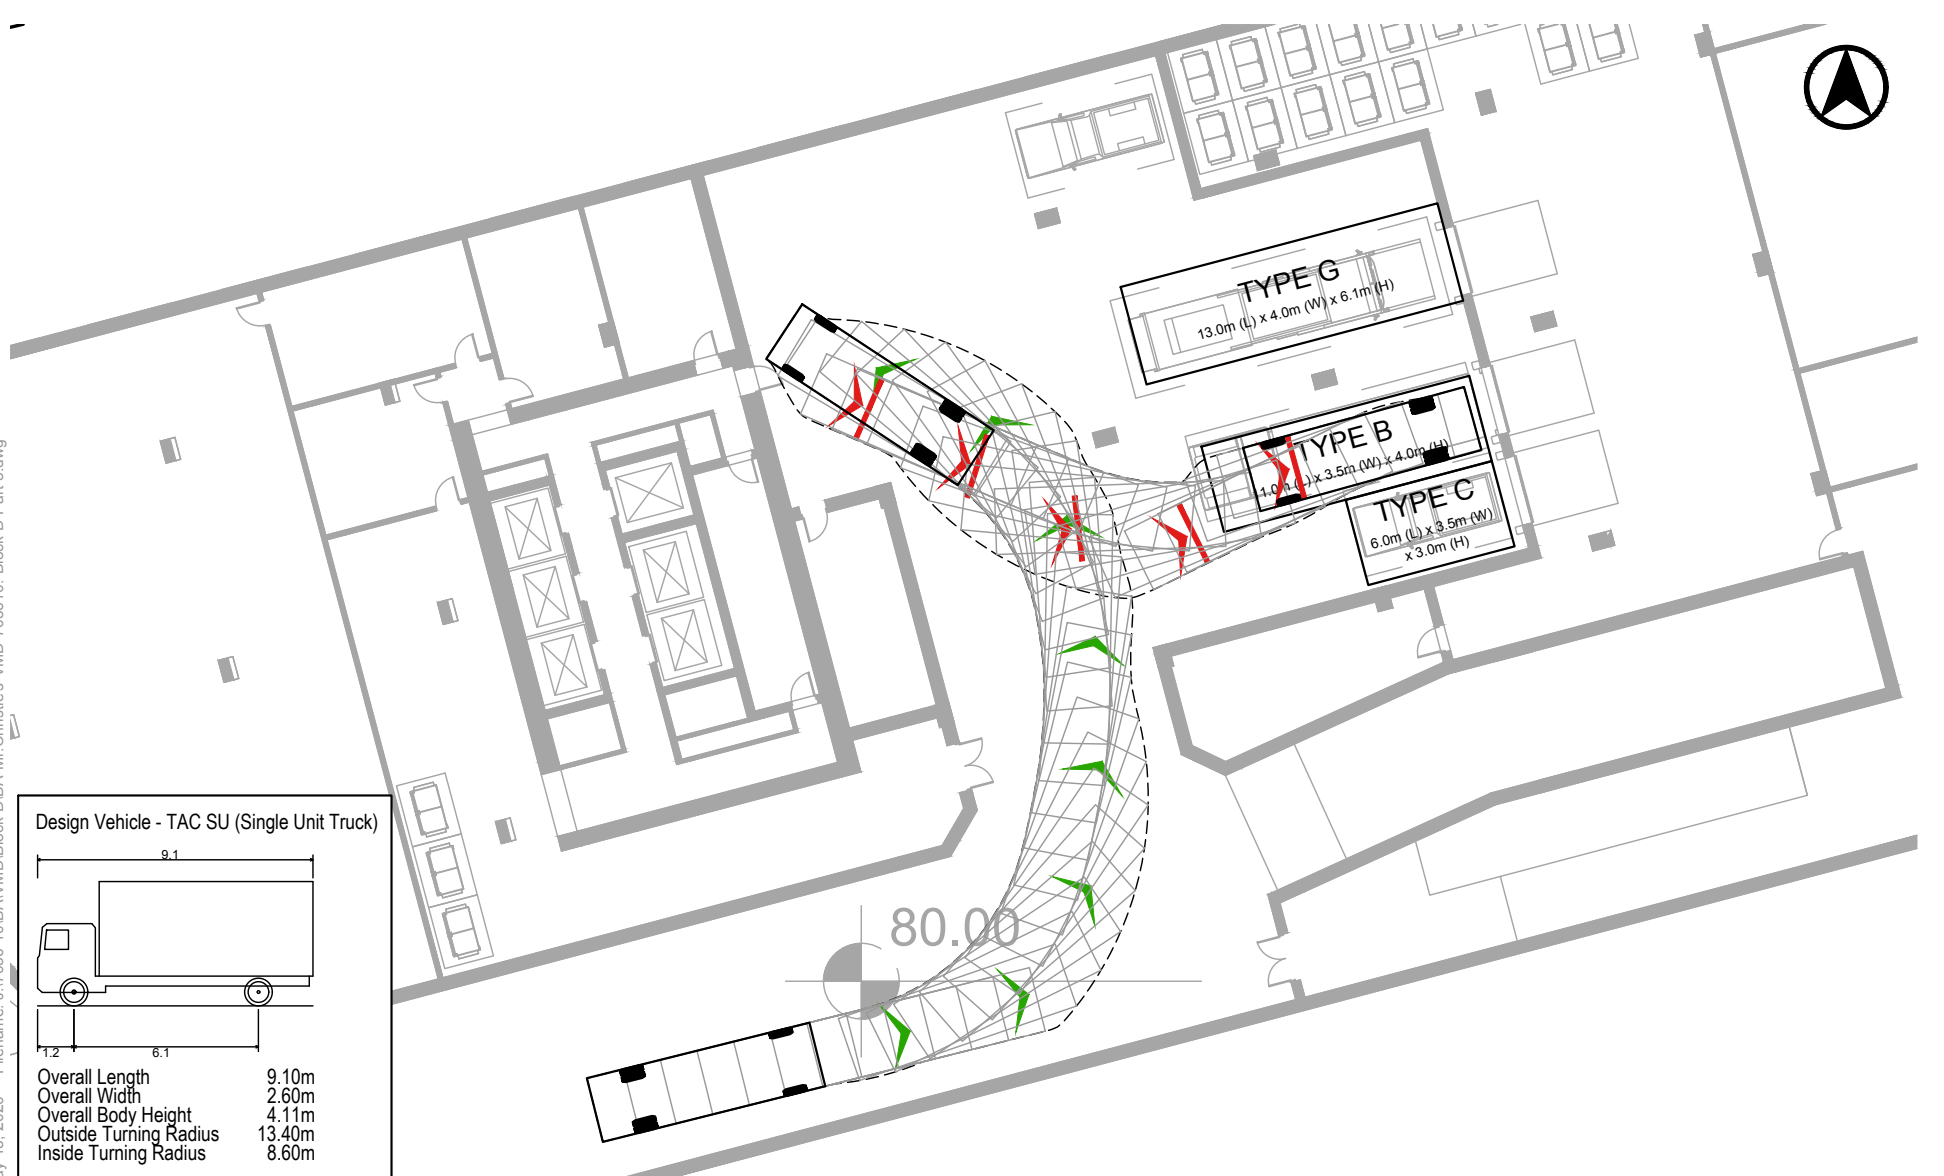 TYPE G
13.0m (L) x 4.0m (W) x 6.1m (H)
TYPE B
1.0m (L) x 3.5m (W) x 4.0m (H)
TYPE C
6.0m (L) x 3.5m (W)
x 3.0m (H)
80.00
Design Vehicle - TAC SU (Single Unit Truck)
9.1
1.2
6.1
Overall Length 9.10m
Overall Width 2.60m
Overall Body Height 4.11m
Outside Turning Radius 13.40m
Inside Turning Radius 8.60m